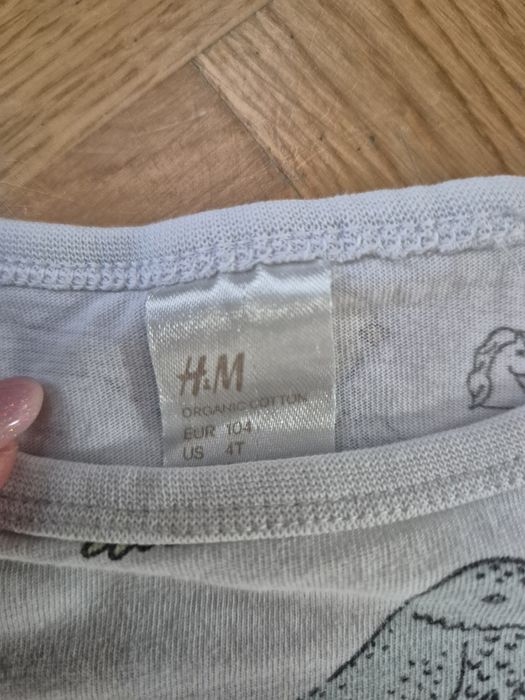 H&M
ORGANIC COTTON
EUR 104
US 4T